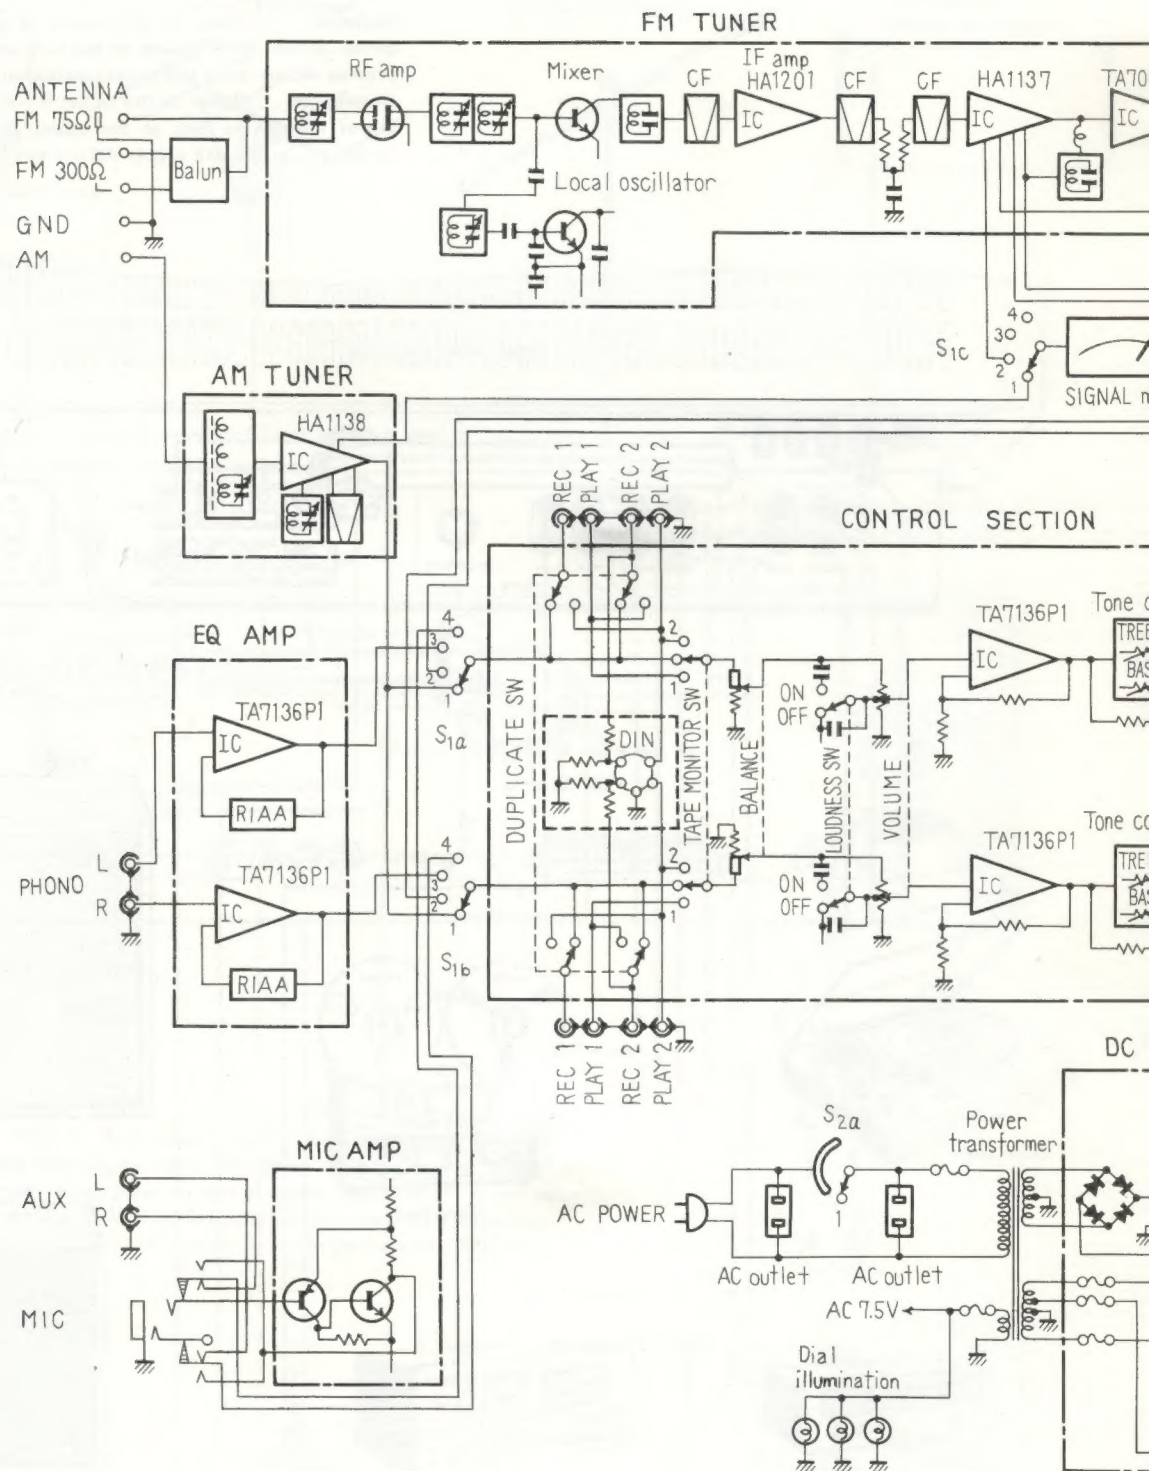 FM TUNER
RF amp
Mixer
CF
IF amp
HA1201
IC
CF
CF
HA1137
IC
IC
ANTENNA
FM 75Ω
FM 300Ω
Balun
GND
AM
Local oscillator
4
3
2
1
S1c
SIGNAL
AM TUNER
HA1138
IC
REC 1
PLAY 1
REC 2
PLAY 2
CONTROL SECTION
EQ AMP
TA7136P1
IC
RIAA
TA7136P1
IC
RIAA
PHONO
L
R
4
3
2
1
S1a
4
3
2
1
S1b
DUPLICATE SW
DIN
2
1
TAPE MONITOR SW
2
1
BALANCE
ON
OFF
LOUDNESS SW
ON
OFF
VOLUME
TA7136P1
IC
Tone
TA7136P1
IC
Tone
REC 1
PLAY 1
REC 2
PLAY 2
DC
AUX
L
R
MIC
MIC AMP
S2a
1
Power
transformer
AC POWER
AC outlet
AC outlet
AC 7.5V
Dial
illumination